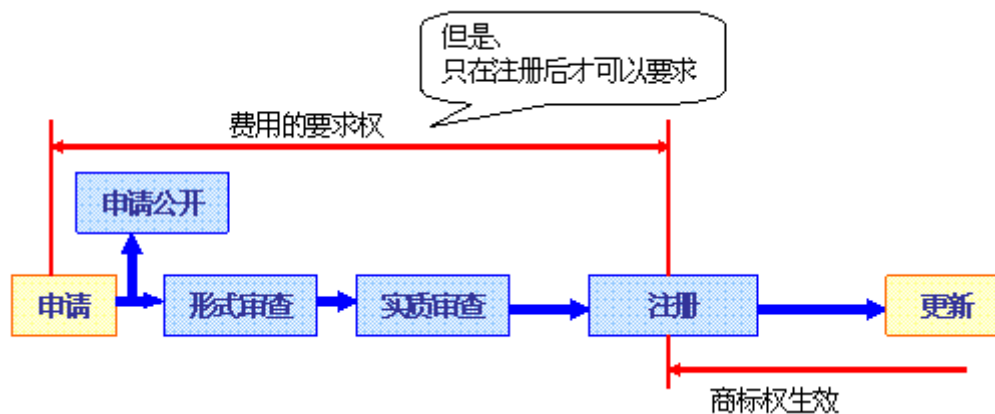 但是、
只在注册后才可以要求
费用的要求权
申请公开
申请
形式审查
实质审查
注册
更新
商标权生效